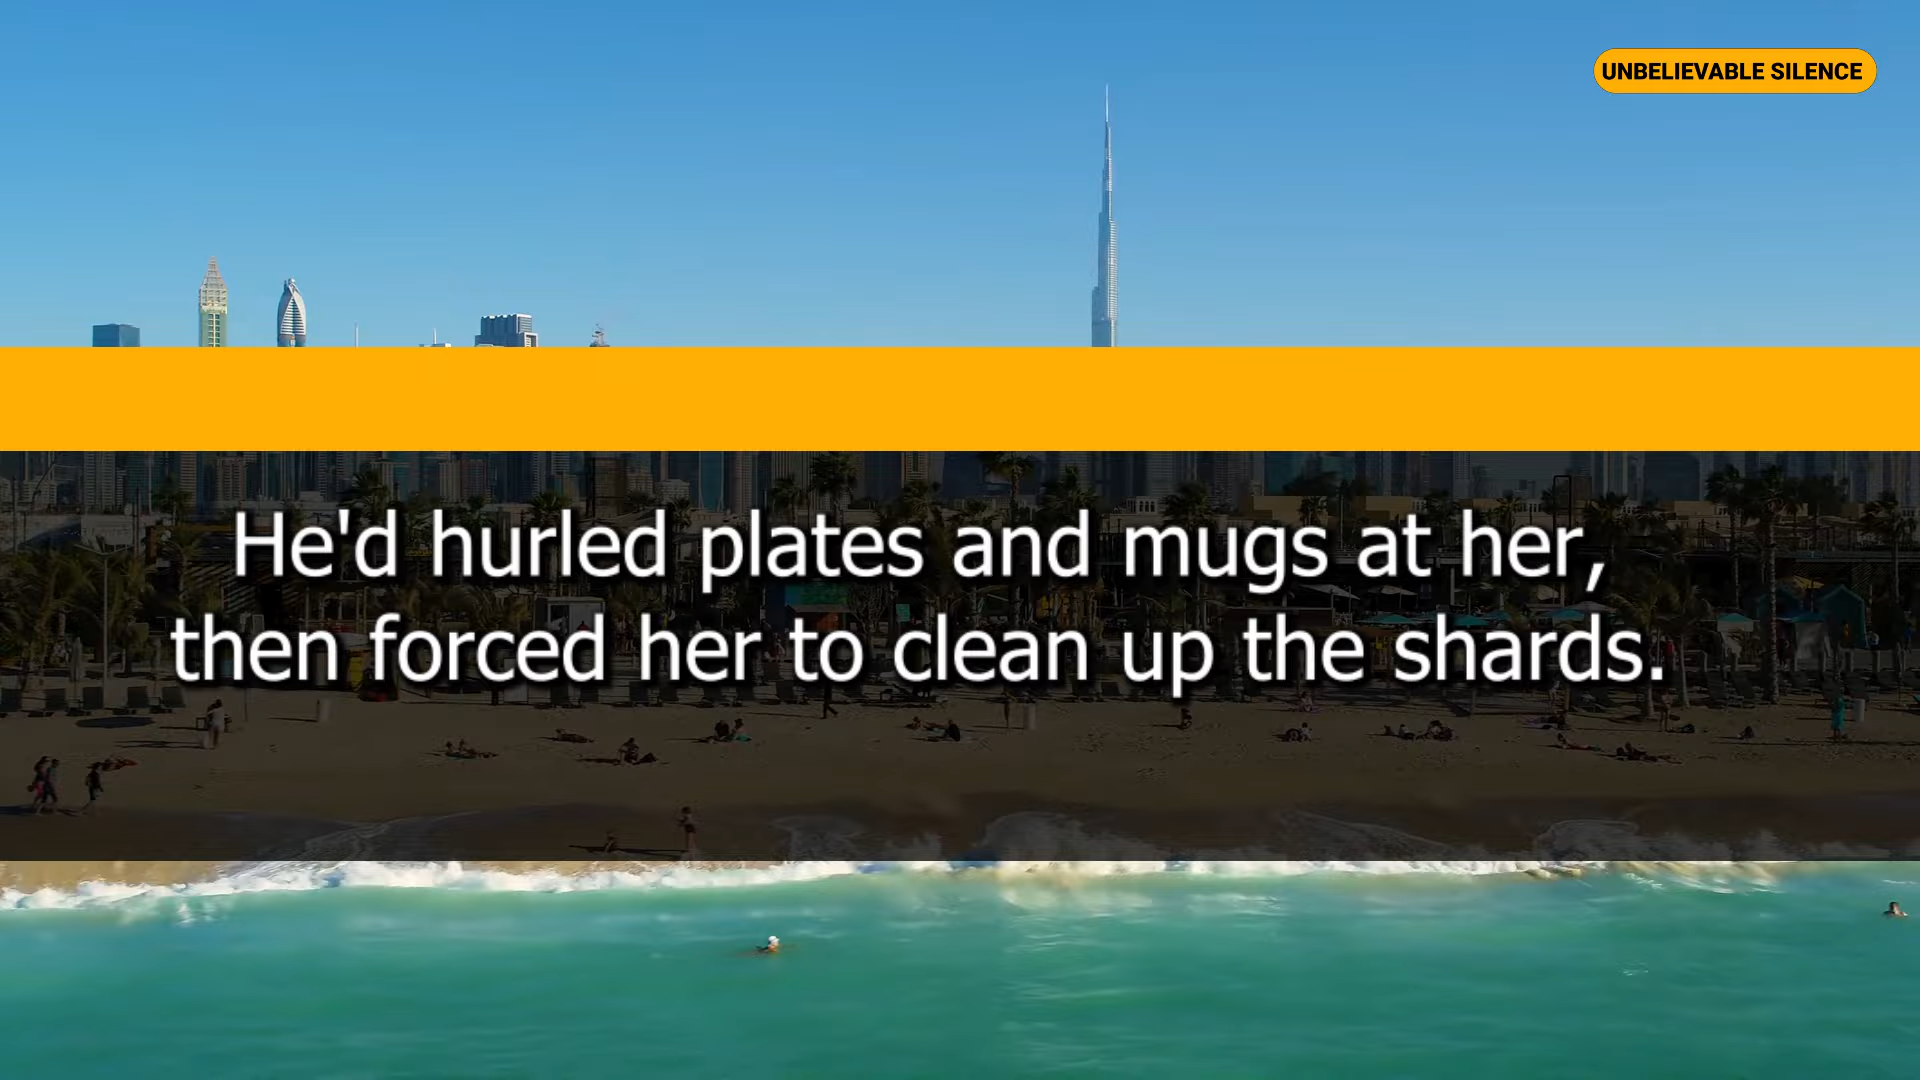 UNBELIEVABLE SILENCE
He'd hurled plates and mugs at her,
then forced her to clean up the shards.